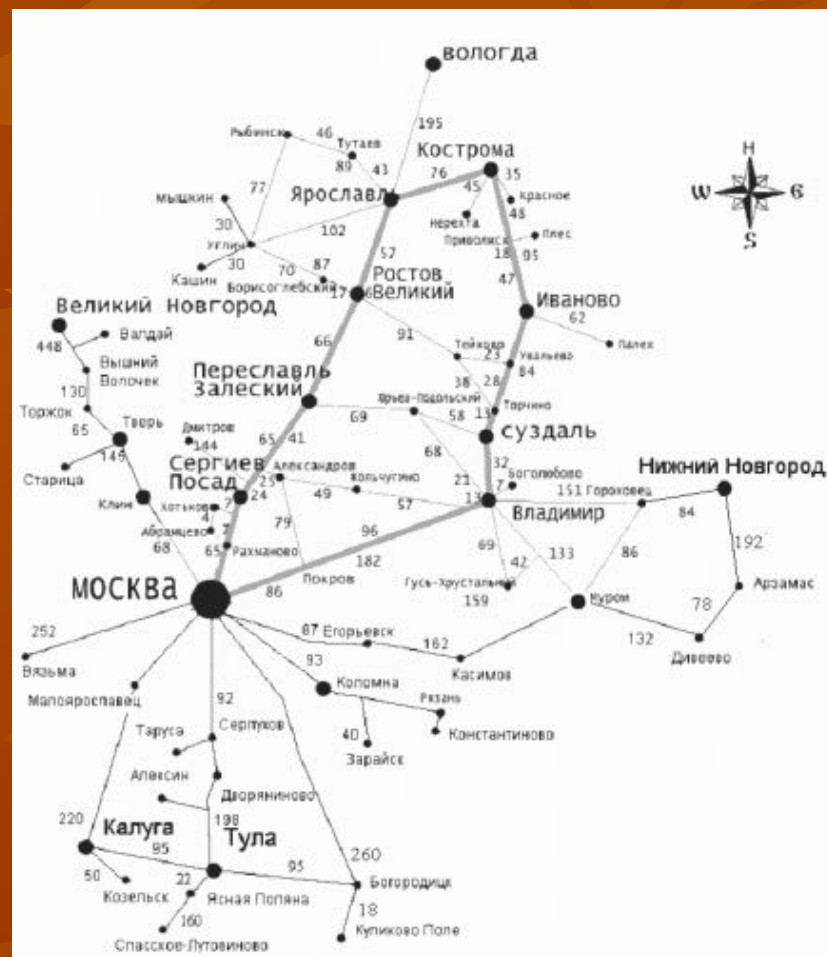 вологда
195
Рыбинск
46
Тутаев
89
43
Кострома
76
35
45
Красное
48
Н
W
В
S
77
Ярославль
мышкин
30
102
Нерехта
Плес
Приволжск
18
95
Углич
57
47
Кашин
30
70
87
Борисоглебский
Ростов
Великий
17
Великий Новгород
Иваново
62
Палех
448
Валдай
Вышний
Волочек
66
91
Тейково
23
Увальево
84
130
Переславль
Залеский
38
28
Юрьев-Подольский
13
Торчино
Торжок
65
Тверь
Дмитров
144
69
58
суздаль
65
41
68
149
Старица
Сергиев
Посад
Александров
25
24
32
21
Боголюбово
7
Нижний Новгород
Клин
Хотьково
7
4
Абрамцево
7
49
Кольчугино
57
13
Владимир
151
Гороховец
84
79
96
68
65
Рахманово
182
Покров
69
42
133
86
192
москва
86
Гусь-Хрустальный
159
Муром
Арзамас
78
252
Вязьма
87
Егорьевск
162
Касимов
132
Дивеево
Малоярославец
93
Коломна
92
Рязань
Таруса
Серпухов
40
Зарайск
Константиново
Алексин
Дворяниново
220
Калуга
198
Тула
95
95
260
50
Козельск
22
Ясная Поляна
Богородицк
160
18
Спасское-Лутовиново
Куликово Поле